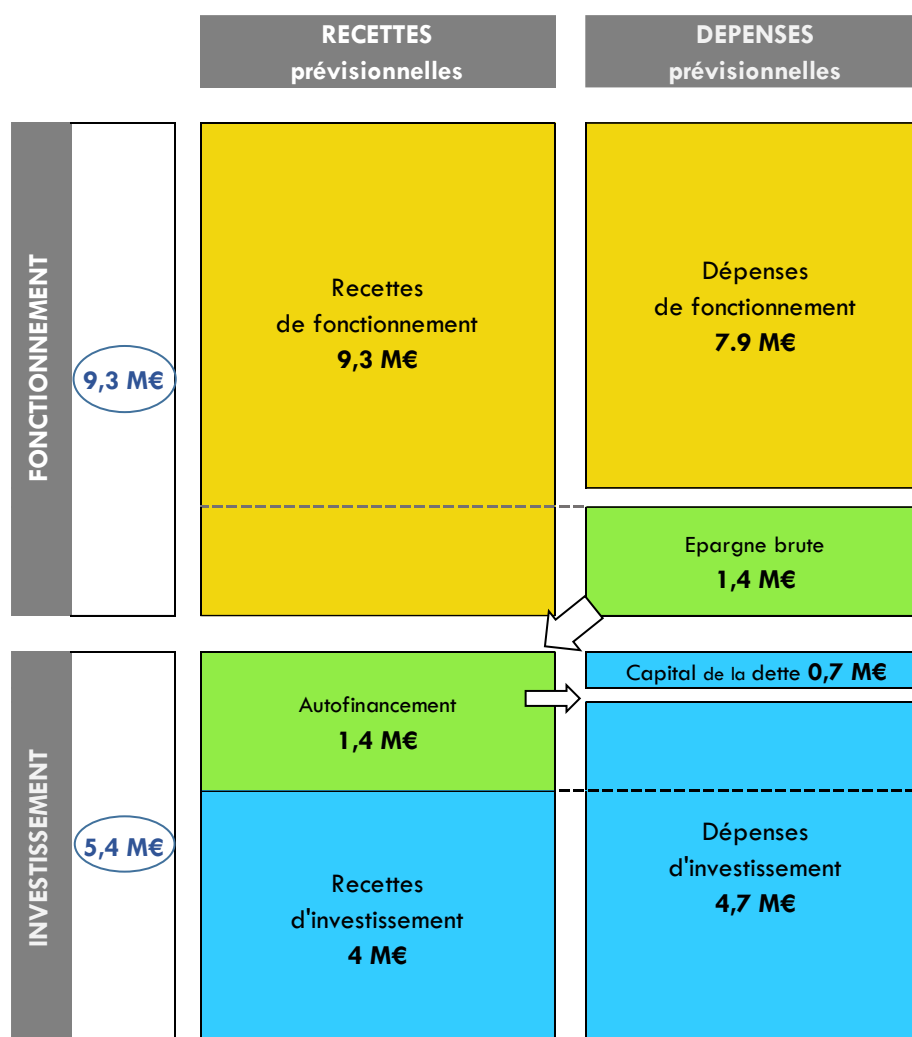 RECETTES
prévisionnelles
DEPENSES
prévisionnelles
FONCTIONNEMENT
9,3 M€
Recettes
de fonctionnement
9,3 M€
Dépenses
de fonctionnement
7.9 M€
Epargne brute
1,4 M€
INVESTISSEMENT
5,4 M€
Autofinancement
1,4 M€
Capital de la dette 0,7 M€
Recettes
d'investissement
4 M€
Dépenses
d'investissement
4,7 M€